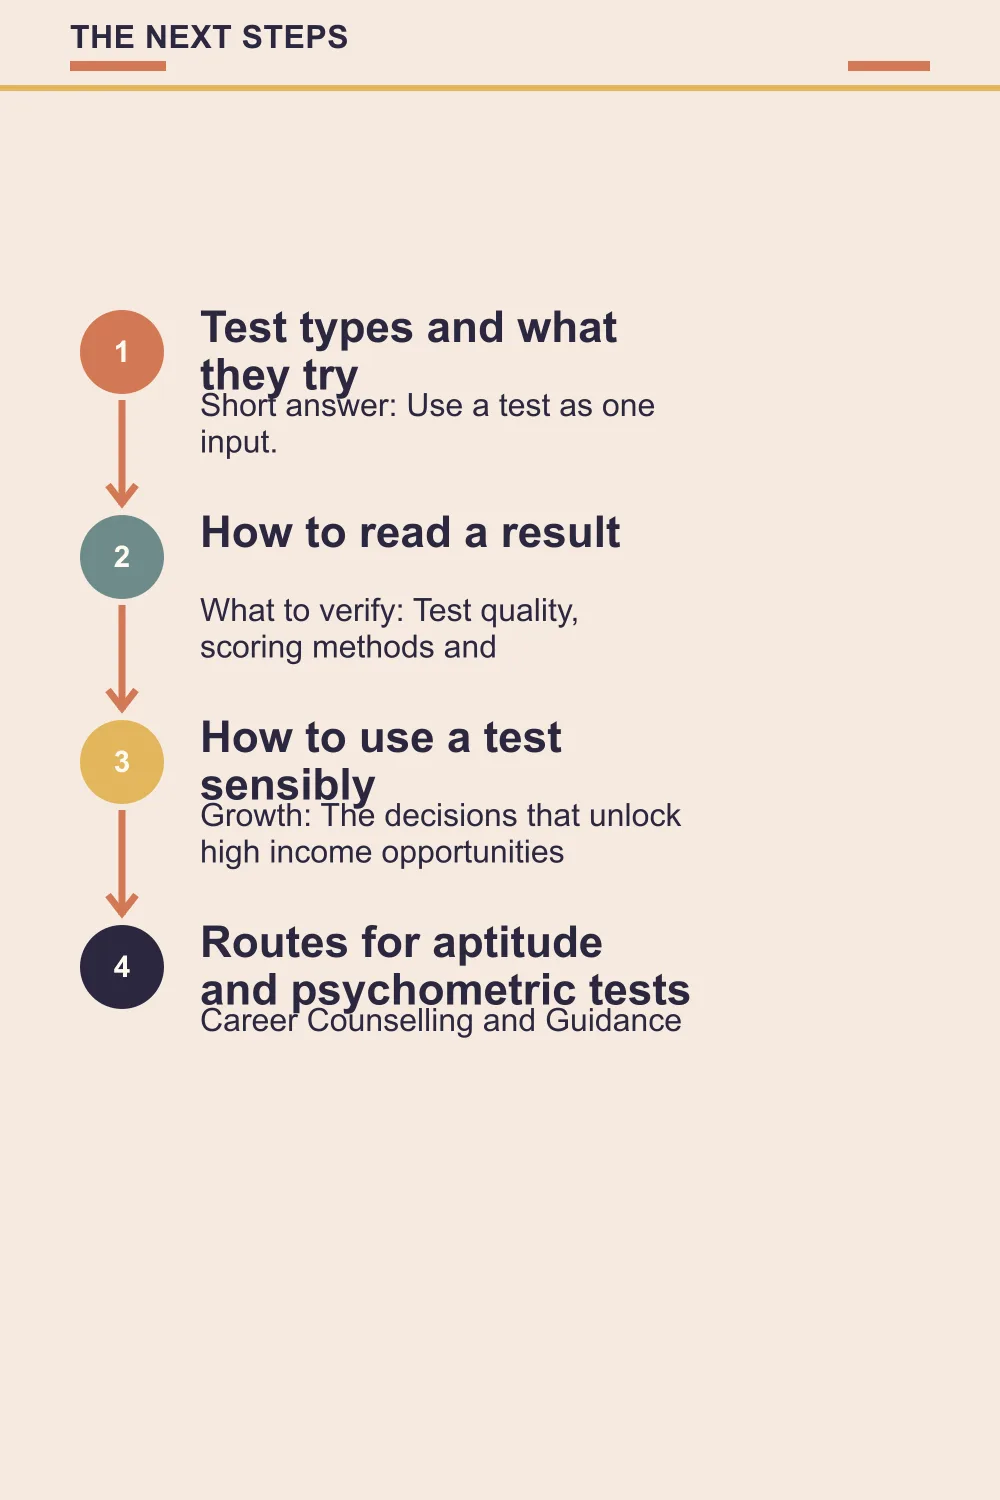 THE NEXT STEPS
1
Test types and what
they try
Short answer: Use a test as one
input.
2
How to read a result
What to verify: Test quality,
scoring methods and
3
How to use a test
sensibly
Growth: The decisions that unlock
high income opportunities
4
Routes for aptitude
and psychometric tests
Career Counselling and Guidance